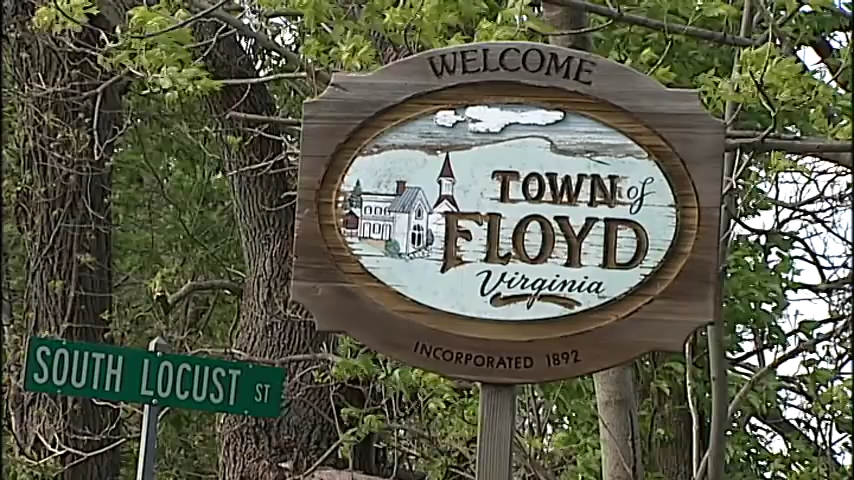 WELCOME
TOWN of
FLOYD
Virginia
INCORPORATED 1892
SOUTH LOCUST ST